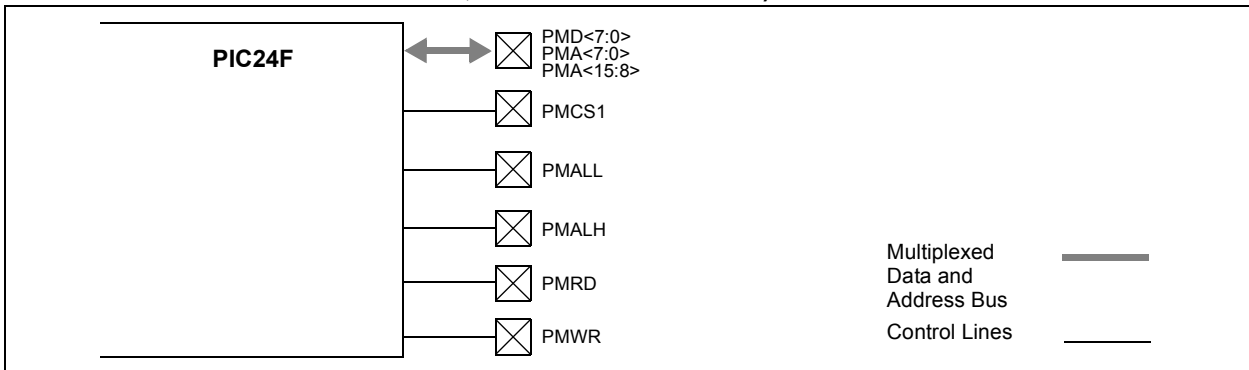 PIC24F
PMD<7:0>
PMA<7:0>
PMA<15:8>
PMCS1
PMALL
PMALH
PMRD
PMWR
Multiplexed
Data and
Address Bus
Control Lines